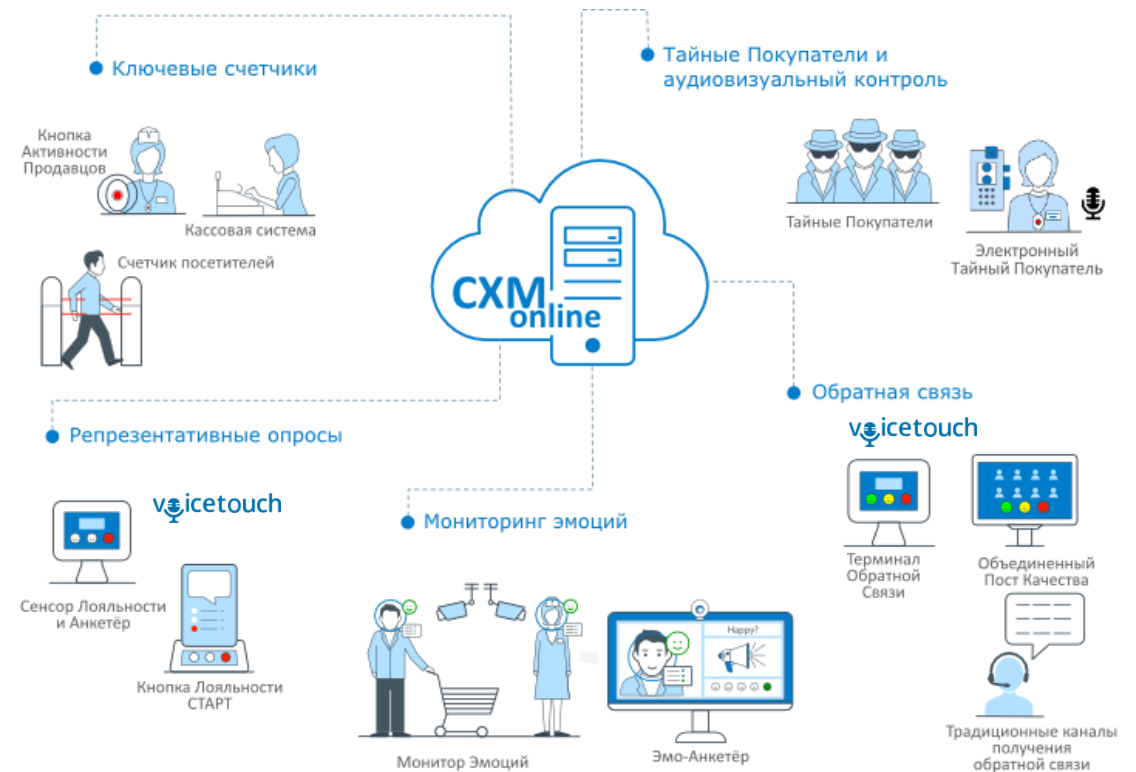 Ключевые счетчики
Кнопка
Активности
Продавцов
Кассовая система
Счетчик посетителей
Тайные Покупатели и
аудиовизуальный контроль
Тайные Покупатели
Электронный
Тайный Покупатель
CXM
online
Репрезентативные опросы
voicetouch
Сенсор Лояльности
и Анкетёр
Кнопка Лояльности
СТАРТ
Мониторинг эмоций
Монитор Эмоций
Happy?
Эмо-Анкетёр
Обратная связь
voicetouch
Терминал
Обратной
Связи
Объединенный
Пост Качества
Традиционные каналы
получения
обратной связи